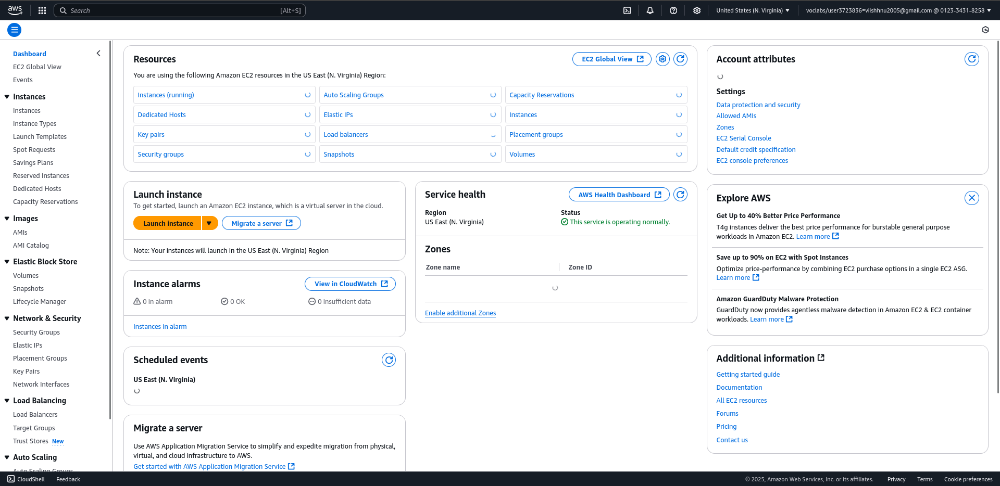 aws
Search
[Alt+S]
United States (N. Virginia)
voclabs/user3723836=viishhnu2005@gmail.com @ 0123-3431-8258
Dashboard
EC2 Global View
Events
Instances
Instances
Instance Types
Launch Templates
Spot Requests
Savings Plans
Reserved Instances
Dedicated Hosts
Capacity Reservations
Images
AMIs
AMI Catalog
Elastic Block Store
Volumes
Snapshots
Lifecycle Manager
Network & Security
Security Groups
Elastic IPs
Placement Groups
Key Pairs
Network Interfaces
Load Balancing
Load Balancers
Target Groups
Trust Stores New
Auto Scaling
Auto Scaling Groups
Resources
EC2 Global View
You are using the following Amazon EC2 resources in the US East (N. Virginia) Region:
Instances (running)
Auto Scaling Groups
Capacity Reservations
Dedicated Hosts
Elastic IPs
Instances
Key pairs
Load balancers
Placement groups
Security groups
Snapshots
Volumes
Launch instance
To get started, launch an Amazon EC2 instance, which is a virtual server in the cloud.
Launch instance
Migrate a server
Note: Your instances will launch in the US East (N. Virginia) Region
Instance alarms
View in CloudWatch
0 in alarm
0 OK
0 insufficient data
Instances in alarm
Scheduled events
US East (N. Virginia)
Migrate a server
Use AWS Application Migration Service to simplify and expedite migration from physical,
virtual, and cloud infrastructure to AWS.
Get started with AWS Application Migration Service
Service health
AWS Health Dashboard
Region
US East (N. Virginia)
Status
This service is operating normally.
Zones
Zone name
Zone ID
Enable additional Zones
Account attributes
Settings
Data protection and security
Allowed AMIs
Zones
EC2 Serial Console
Default credit specification
EC2 console preferences
Explore AWS
Get Up to 40% Better Price Performance
T4g instances deliver the best price performance for burstable general purpose
workloads in Amazon EC2. Learn more
Save up to 90% on EC2 with Spot Instances
Optimize price-performance by combining EC2 purchase options in a single EC2 ASG.
Learn more
Amazon GuardDuty Malware Protection
GuardDuty now provides agentless malware detection in Amazon EC2 & EC2 container
workloads. Learn more
Additional information
Getting started guide
Documentation
All EC2 resources
Forums
Pricing
Contact us
CloudShell
Feedback
© 2025, Amazon Web Services, Inc. or its affiliates.
Privacy
Terms
Cookie preferences